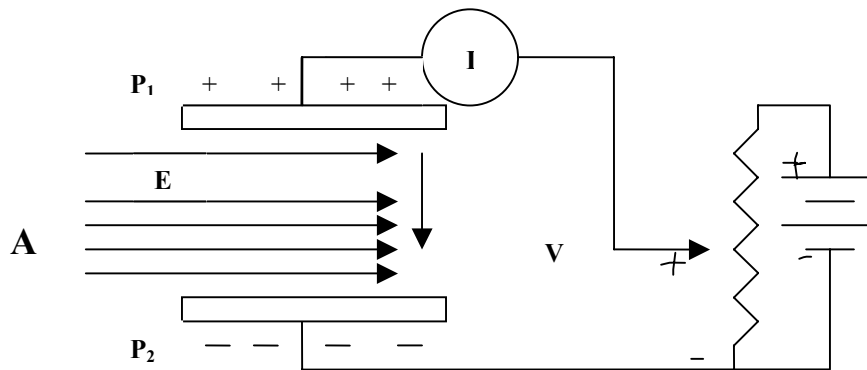 I
P₁ + + + +
E
+
A
V
+
-
P₂ — — — —
-